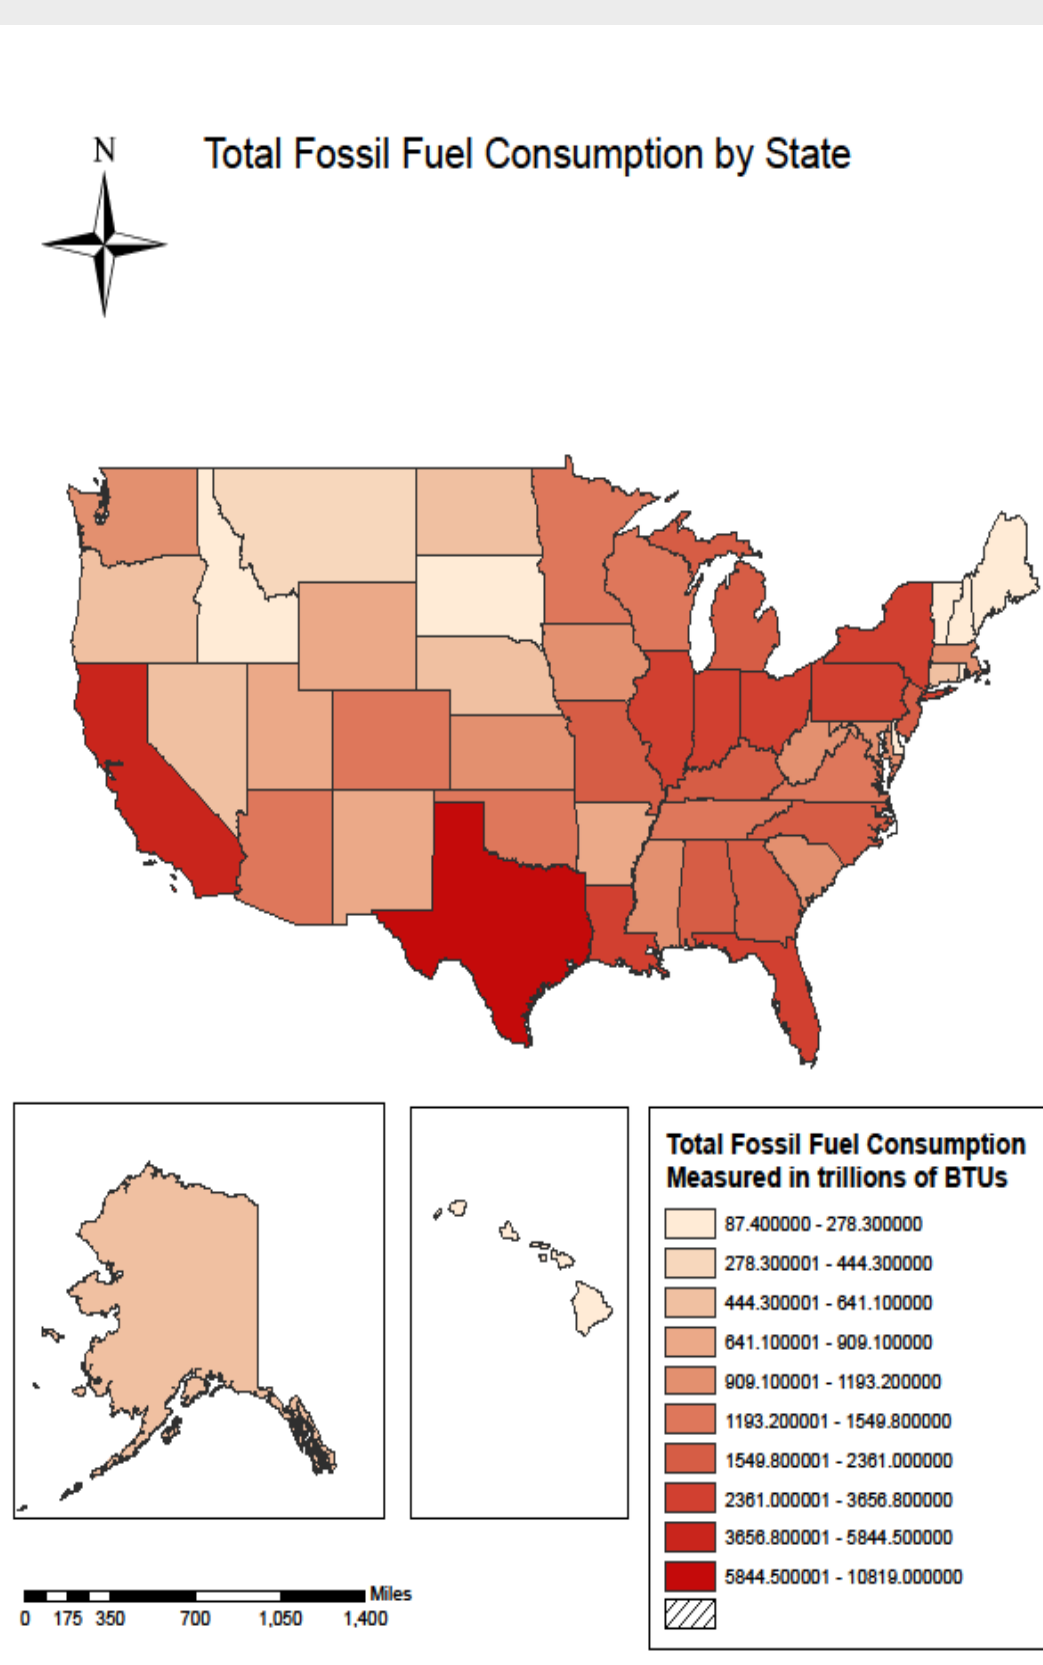 N
Total Fossil Fuel Consumption by State
Total Fossil Fuel Consumption
Measured in trillions of BTUs
87.400000 - 278.300000
278.300001 - 444.300000
444.300001 - 641.100000
641.100001 - 909.100000
909.100001 - 1193.200000
1193.200001 - 1549.800000
1549.800001 - 2361.000000
2361.000001 - 3656.800000
3656.800001 - 5844.500000
5844.500001 - 10819.000000
Miles
0 175 350 700 1,050 1,400